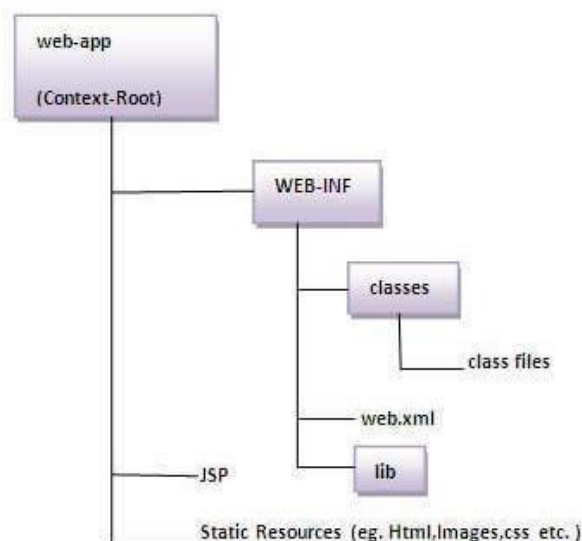 web-app
(Context-Root)
WEB-INF
classes
class files
web.xml
lib
JSP
Static Resources (eg. Html,Images,css etc. )